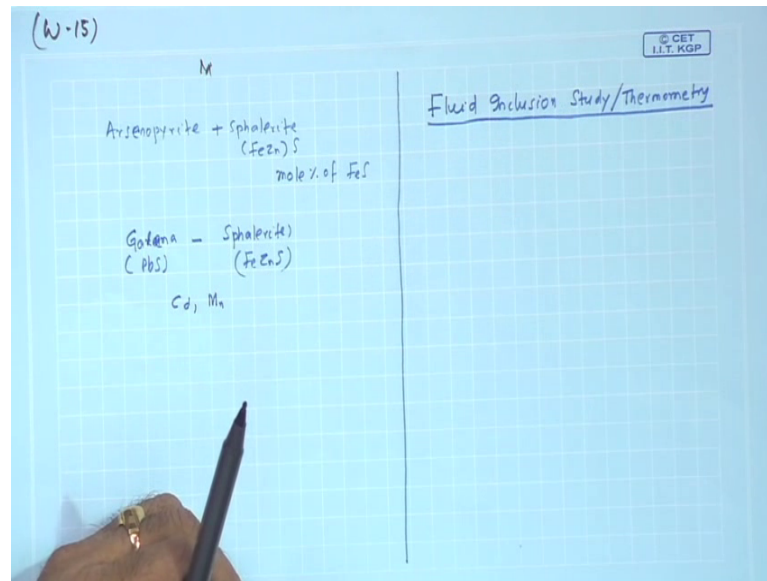 (W-15)
© CET
I.I.T. KGP
M
Arsenopyrite + Sphalerite
(FeZn) S
mole % of FeS
Galena - Sphalerite)
(PbS) (FeZnS)
Cd, Mn
Fluid Inclusion Study/Thermometry